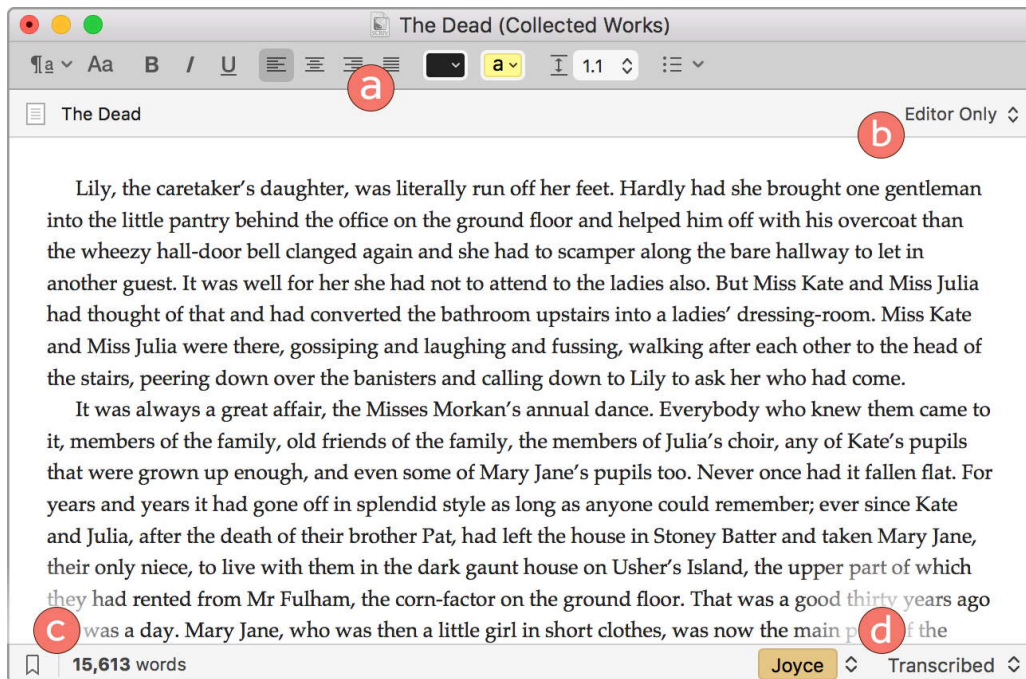 The Dead (Collected Works)
¶a Aa B I U a 1.1
a
The Dead
Editor Only
b
Lily, the caretaker’s daughter, was literally run off her feet. Hardly had she brought one gentleman
into the little pantry behind the office on the ground floor and helped him off with his overcoat than
the wheezy hall-door bell clanged again and she had to scamper along the bare hallway to let in
another guest. It was well for her she had not to attend to the ladies also. But Miss Kate and Miss Julia
had thought of that and had converted the bathroom upstairs into a ladies’ dressing-room. Miss Kate
and Miss Julia were there, gossiping and laughing and fussing, walking after each other to the head of
the stairs, peering down over the banisters and calling down to Lily to ask her who had come.
It was always a great affair, the Misses Morkan’s annual dance. Everybody who knew them came to
it, members of the family, old friends of the family, the members of Julia’s choir, any of Kate’s pupils
that were grown up enough, and even some of Mary Jane’s pupils too. Never once had it fallen flat. For
years and years it had gone off in splendid style as long as anyone could remember; ever since Kate
and Julia, after the death of their brother Pat, had left the house in Stoney Batter and taken Mary Jane,
their only niece, to live with them in the dark gaunt house on Usher’s Island, the upper part of which
they had rented from Mr Fulham, the corn-factor on the ground floor. That was a good thirty years ago
was a day. Mary Jane, who was then a little girl in short clothes, was now the main of the
c
d
15,613 words
Joyce
Transcribed